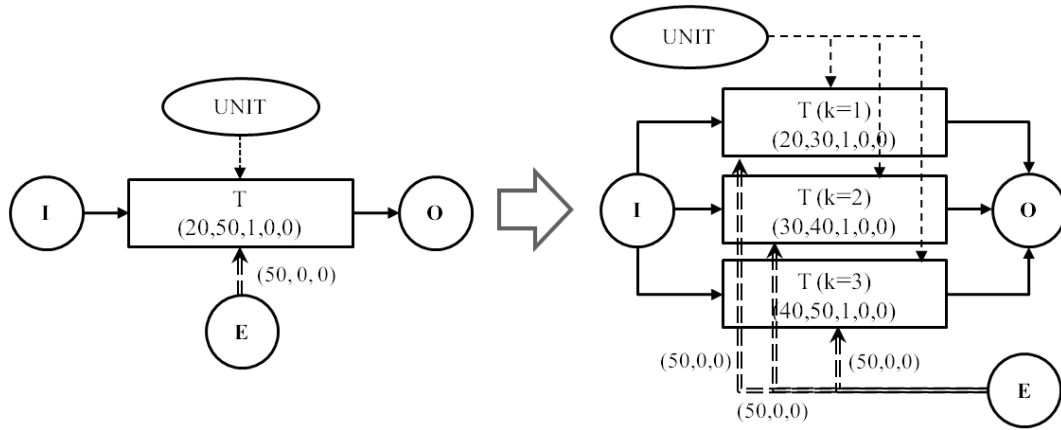 UNIT
I
T
(20,50,1,0,0)
O
(50, 0, 0)
E
UNIT
T (k=1)
(20,30,1,0,0)
I
T (k=2)
(30,40,1,0,0)
O
T (k=3)
(40,50,1,0,0)
(50,0,0)
(50,0,0)
(50,0,0)
E